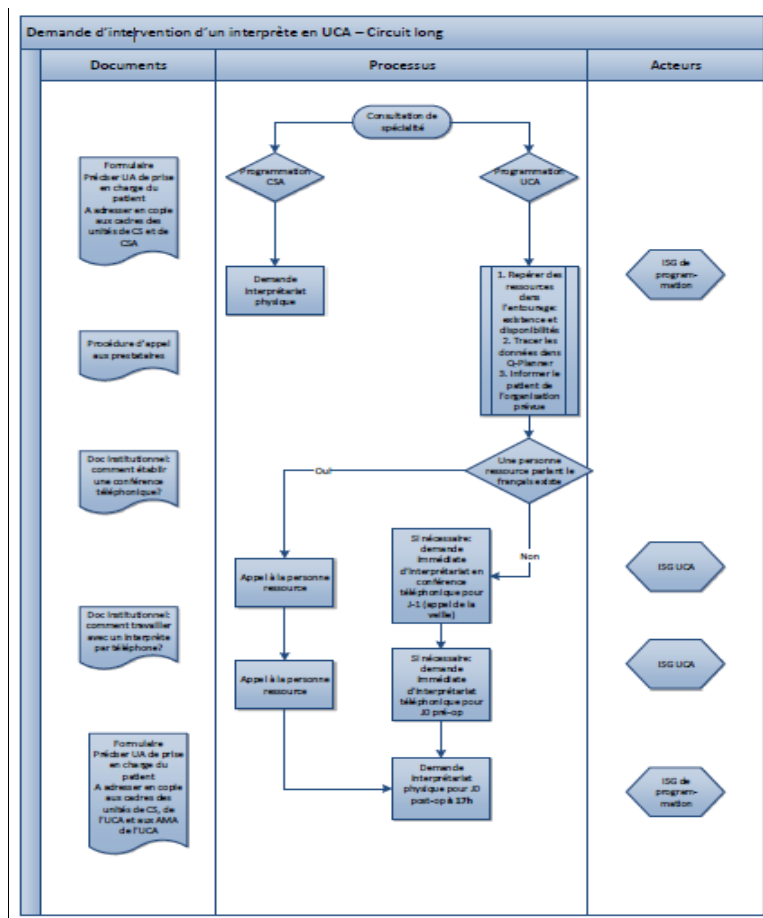 Demande d'intervention d'un interprète en UCA – Circuit long
Documents
Processus
Acteurs
Consultation de
spécialité
Programmation
CSA
Programmation
UCA
Formulaire
Préciser UA de prise
en charge du
patient
A adresser en copie
aux cadres des
unités de CS et de
CSA
Demande
interprétariat
physique
1. Repérer des
ressources
dans
l'entourage:
existence et
disponibilités
2. Tracer les
données dans
Q-Planner
3. Informer le
patient de
l'organisation
prévue
ISG de
program-
mation
Procédure d'appel
aux prestataires
Doc Institutionnel:
comment établir
une conférence
téléphonique?
Une personne
ressource parlant le
français existe
Oui
Non
Appel à la personne
ressource
Si nécessaire:
demande
immédiate
d'interprétariat en
conférence
téléphonique pour
J-1 (appel de la
veille)
ISG UCA
Doc Institutionnel:
comment travailler
avec un interprète
par téléphone?
Appel à la personne
ressource
Si nécessaire:
demande
immédiate
d'interprétariat
téléphonique pour
J0 pré-op
ISG UCA
Formulaire
Préciser UA de prise
en charge du
patient
A adresser en copie
aux cadres des
unités de CS, de
l'UCA et aux AMA
de l'UCA
Demande
interprétariat
physique pour J0
post-op à 17h
ISG de
program-
mation